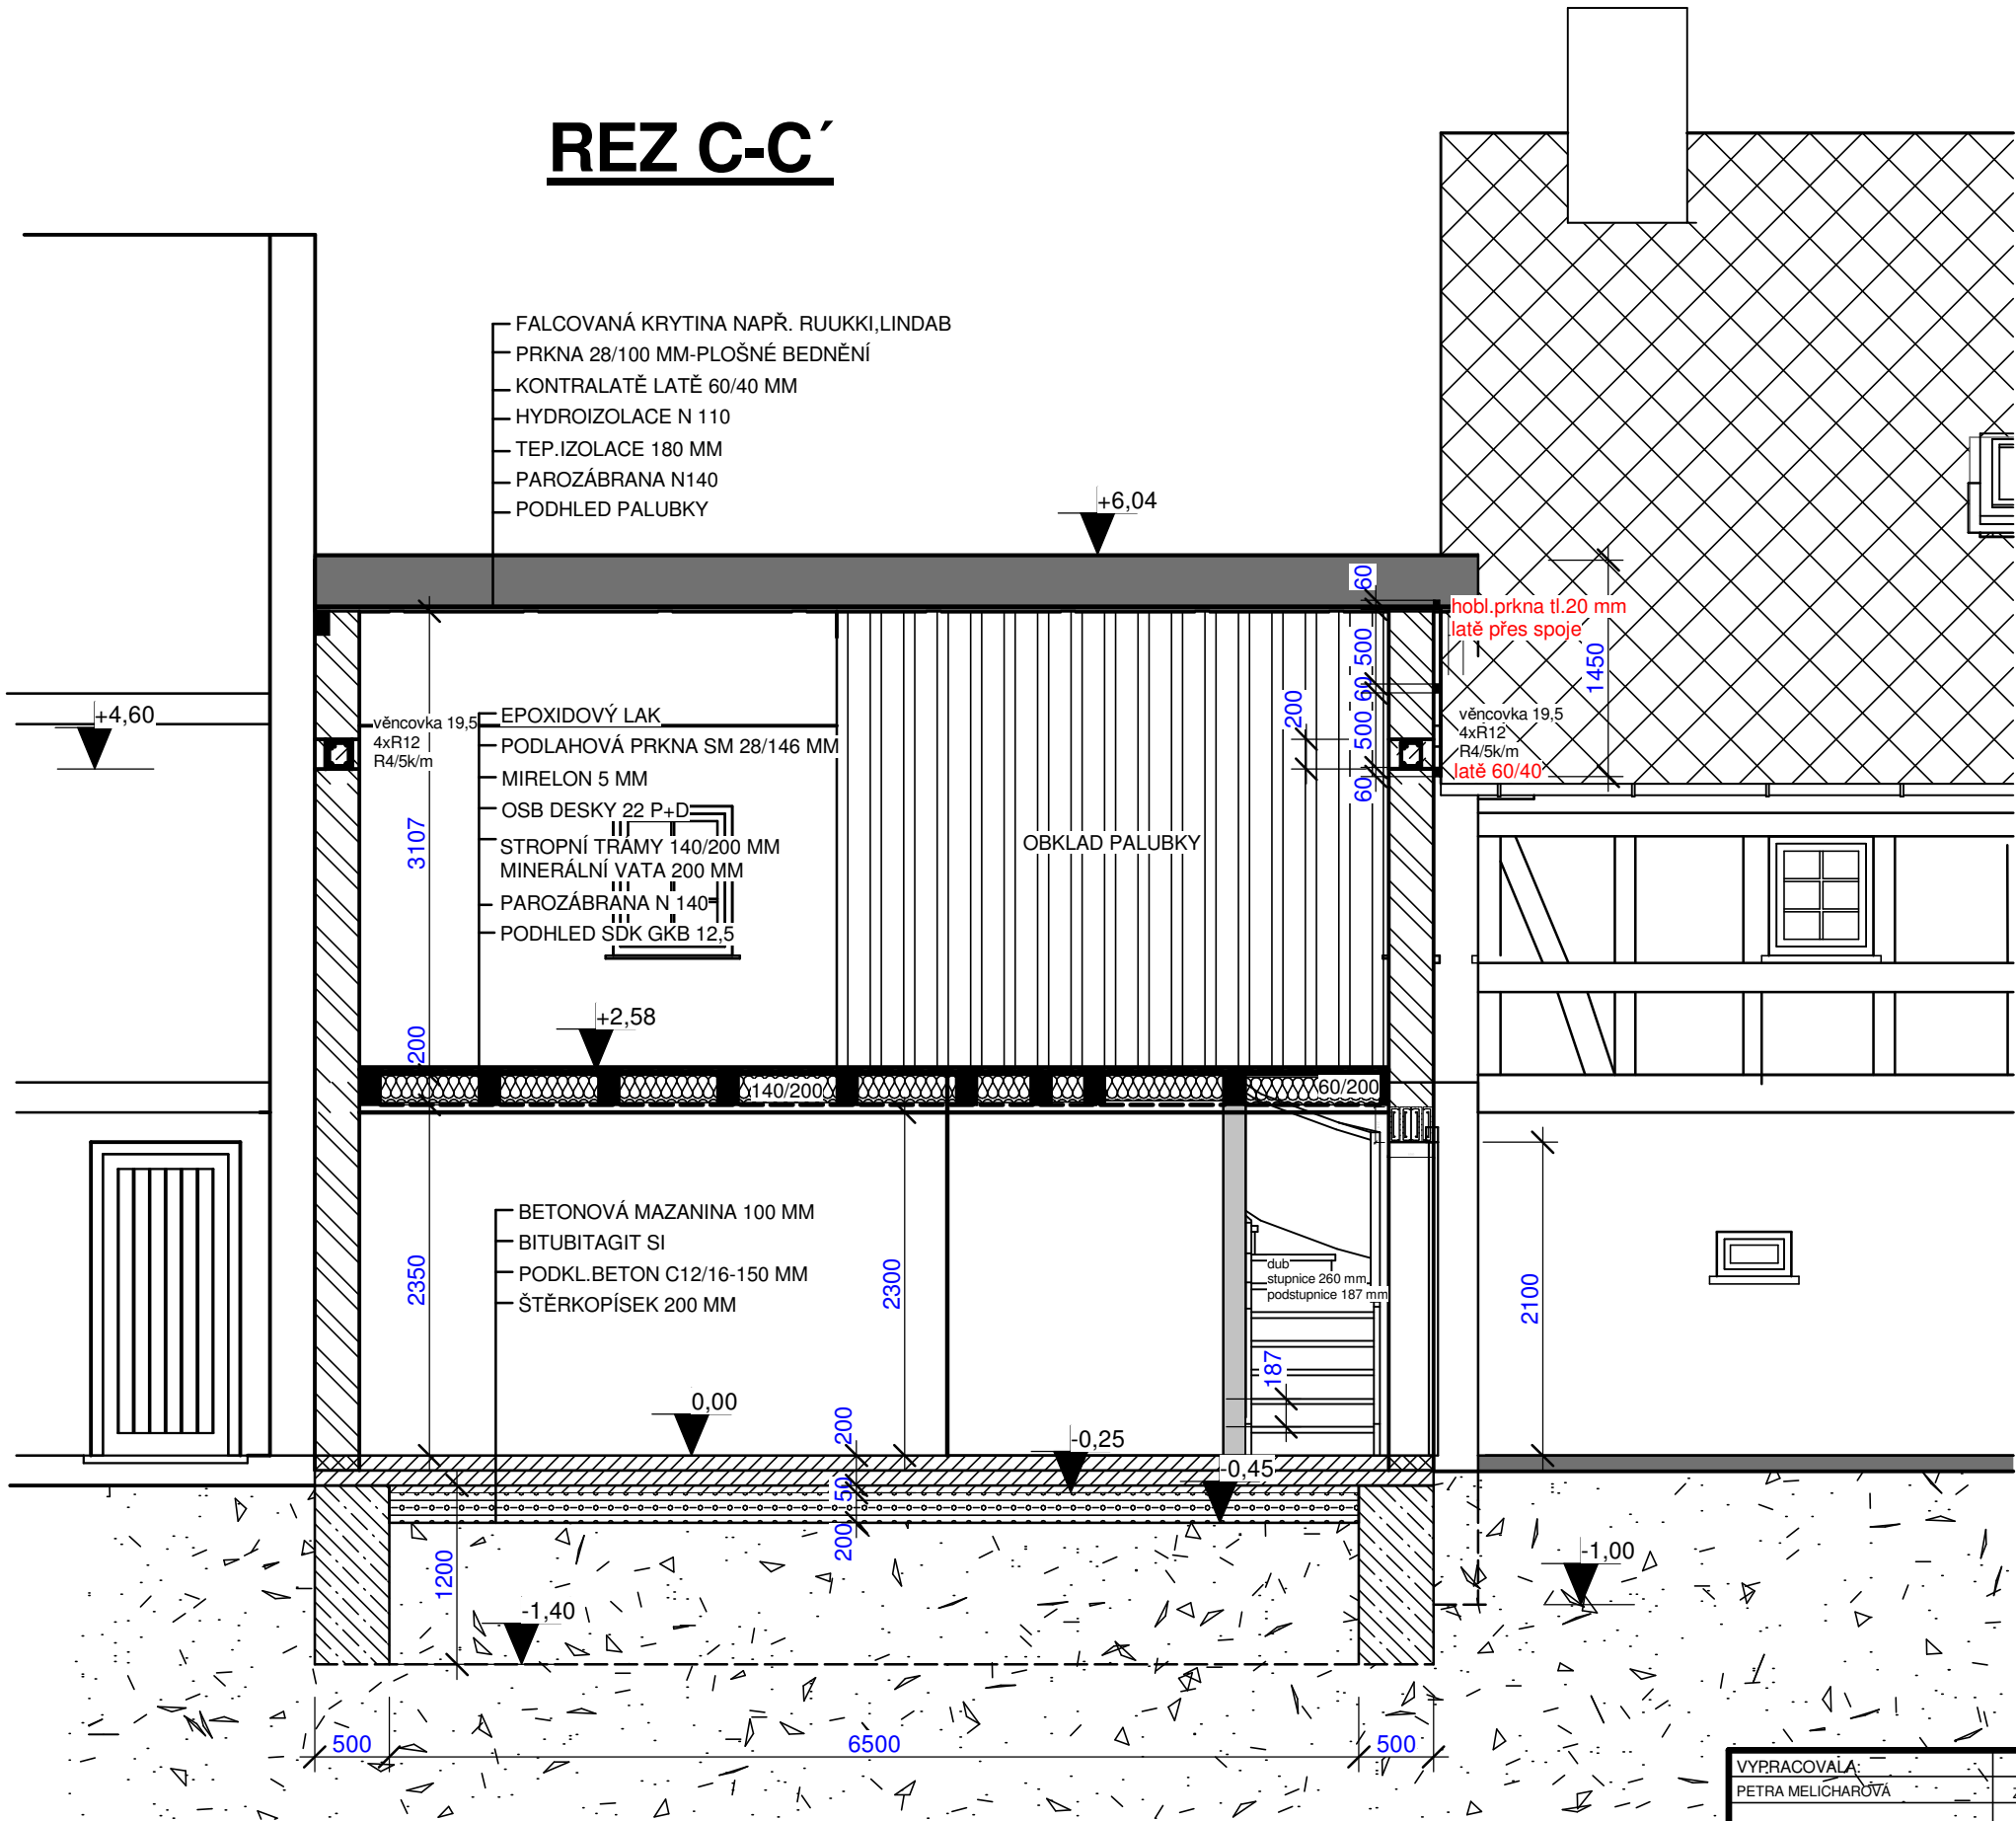 REZ C-C´
FALCOVANÁ KRYTINA NAPŘ. RUUKKI,LINDAB
PRKNA 28/100 MM-PLOŠNÉ BEDNĚNÍ
KONTRALATĚ LATĚ 60/40 MM
HYDROIZOLACE N 110
TEP.IZOLACE 180 MM
PAROZÁBRANA N140
PODHLED PALUBKY
+6,04
60
hobl.prkna tl.20 mm
latě přes spoje
500
1450
60
200
500
60
+4,60
věncovka 19,5
4xR12
R4/5k/m
věncovka 19,5
4xR12
R4/5k/m
latě 60/40
EPOXIDOVÝ LAK
PODLAHOVÁ PRKNA SM 28/146 MM
MIRELON 5 MM
OSB DESKY 22 P+D
STROPNÍ TRÁMY 140/200 MM
MINERÁLNÍ VATA 200 MM
PAROZÁBRANA N 140
PODHLED SDK GKB 12,5
3107
OBKLAD PALUBKY
+2,58
200
140/200
60/200
BETONOVÁ MAZANINA 100 MM
BITUBITAGIT SI
PODKL.BETON C12/16-150 MM
ŠTĚRKOPÍSEK 200 MM
2350
2300
2100
dub
stupnice 260 mm
podstupnice 187 mm
187
0,00
200
-0,25
-0,45
50
200
1200
-1,00
-1,40
500
6500
500
VYPRACOVALA:
PETRA MELICHAROVÁ